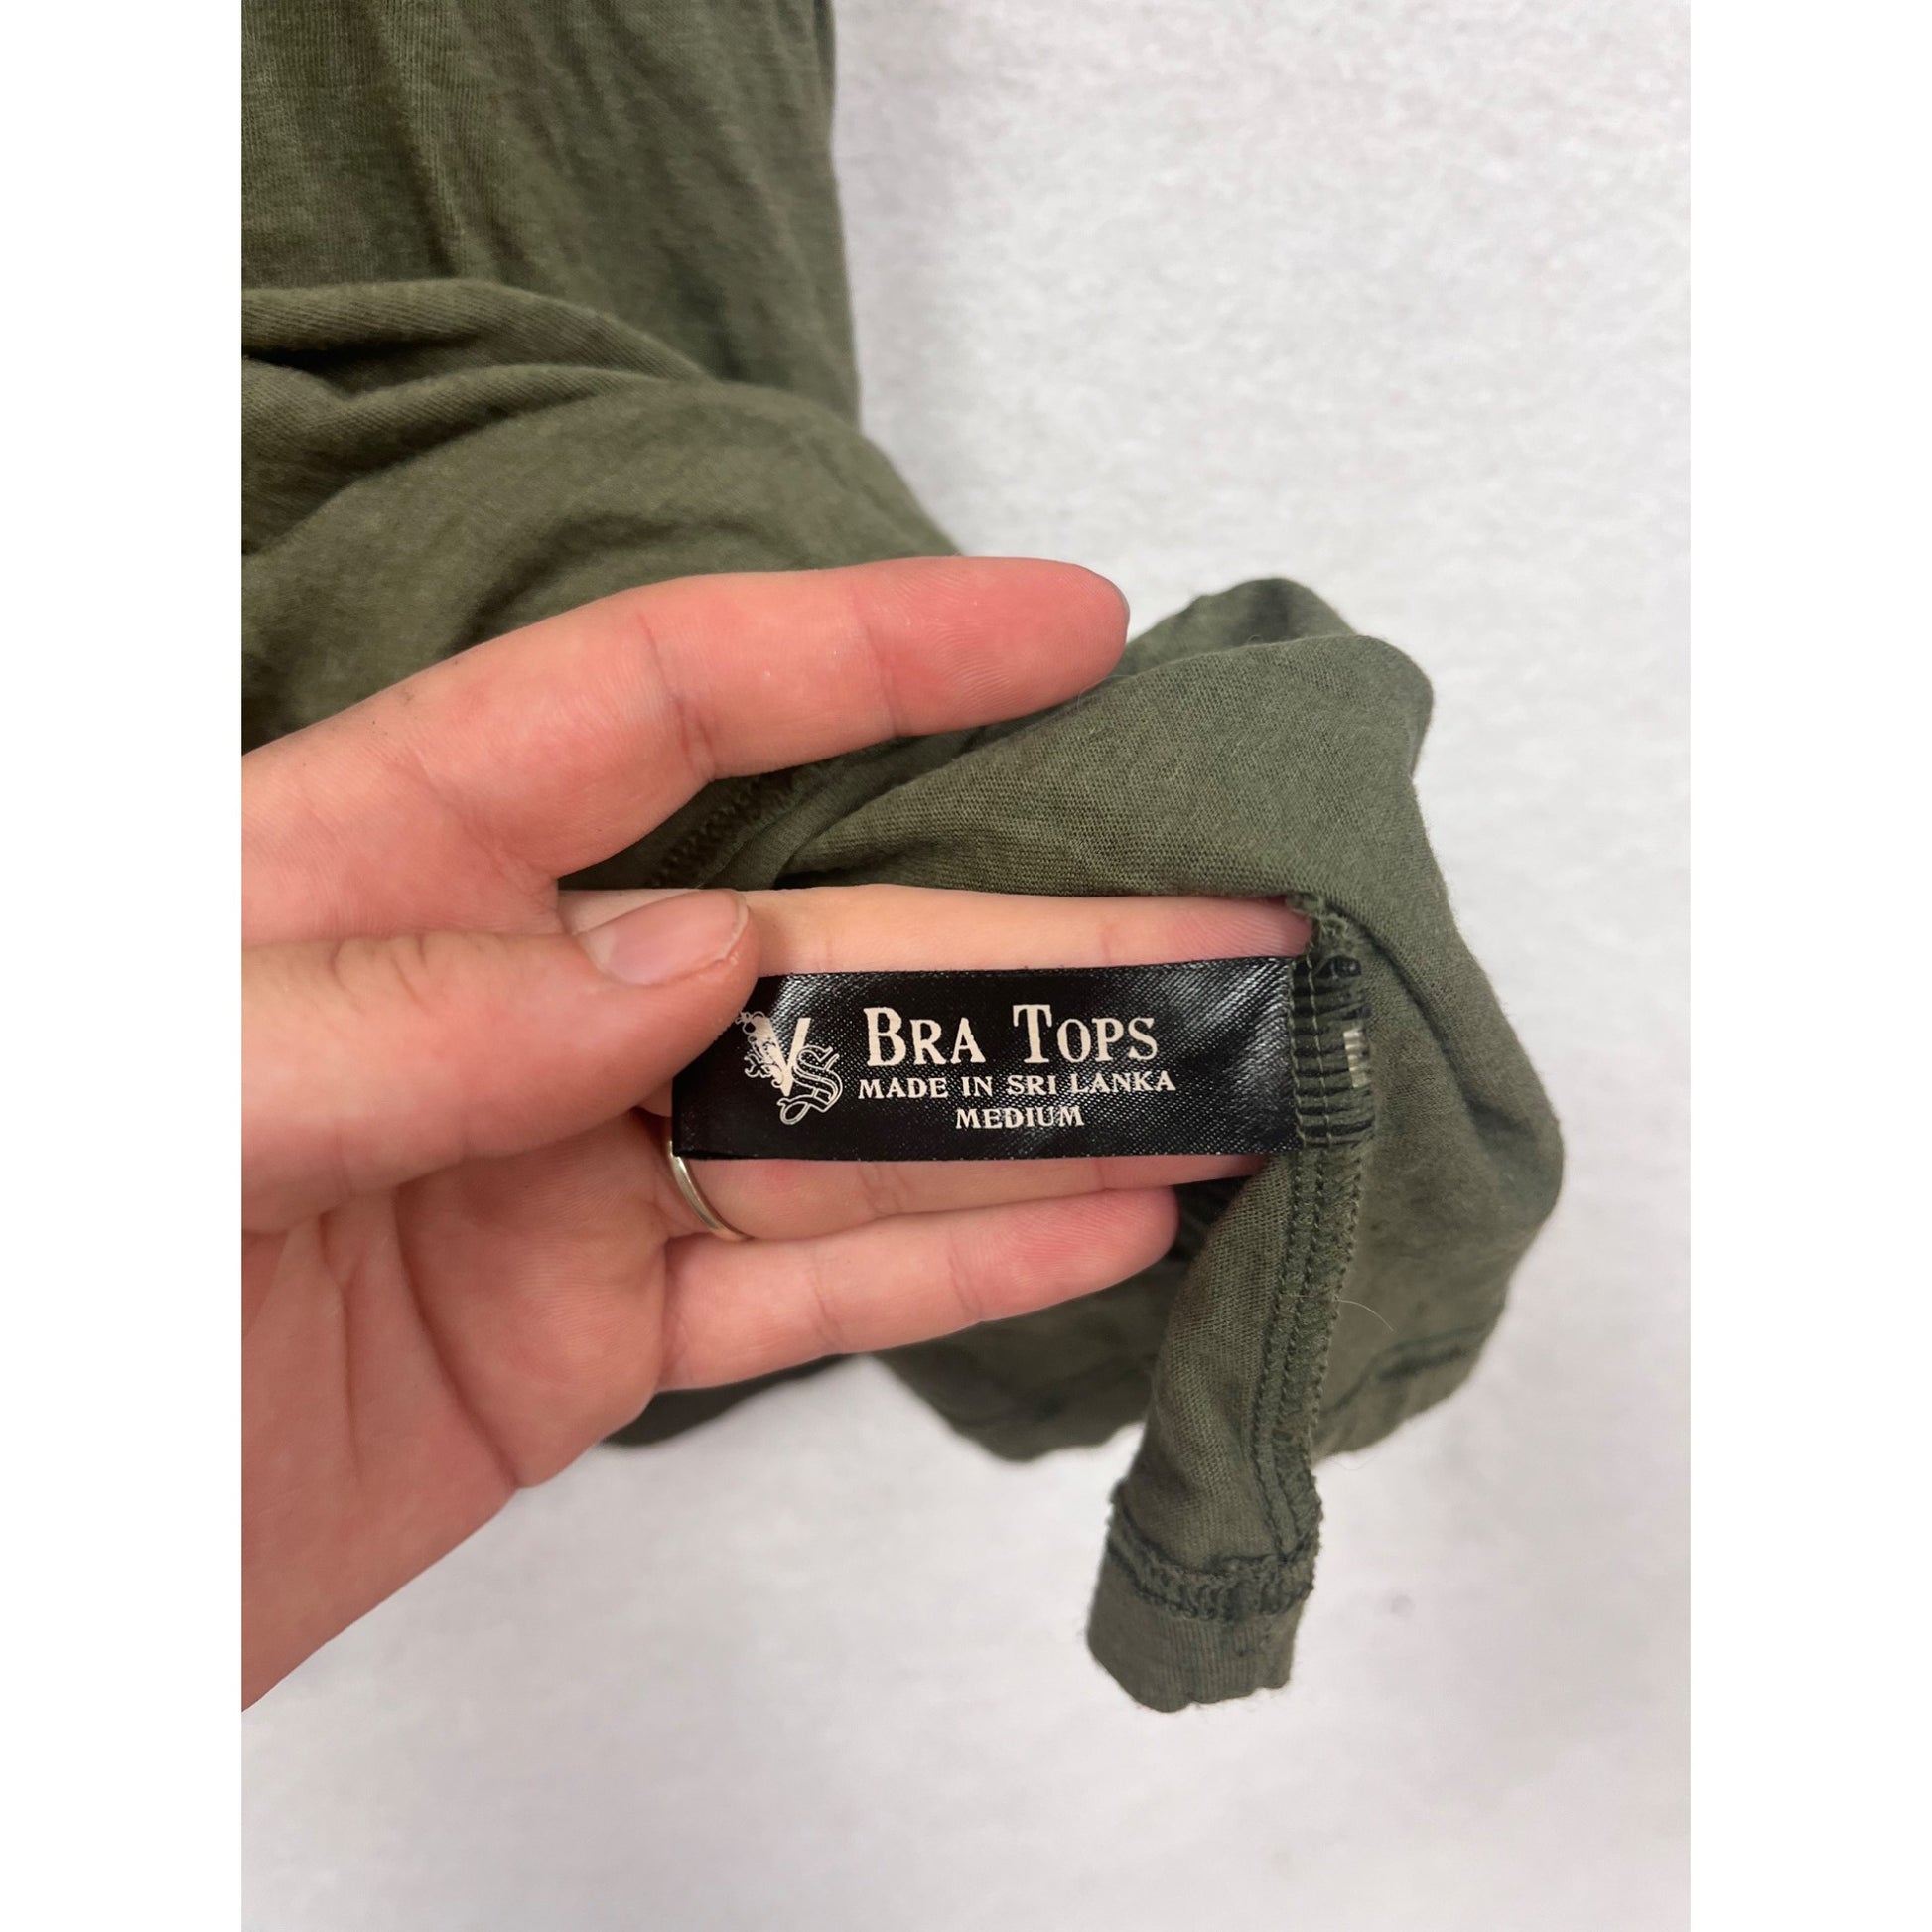 VS
BRA TOPS
MADE IN SRI LANKA
MEDIUM